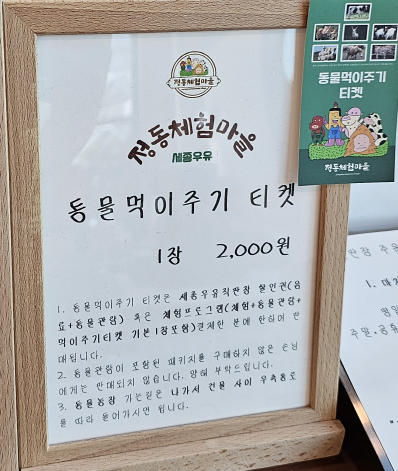 정동체험마을
정동체험마을
세종우유
동물먹이주기 티켓
1장 2,000원
1. 동물먹이주기 티켓은 세종우유직판장 할인권(음
료+동물관람) 혹은 체험프로그램(체험+동물관람+
먹이주기티켓 기본1장포함)결제한 분에 한하여 판
매됩니다.
2. 동물관람이 포함된 패키지를 구매하지 않은 손님
에게는 판매되지 않습니다. 양해 부탁드립니다.
3. 동물농장 가는길은 나가서 건물 사이 우측통로
를 따라 들어가시면 됩니다.
동물먹이주기
티켓
정동체험마을